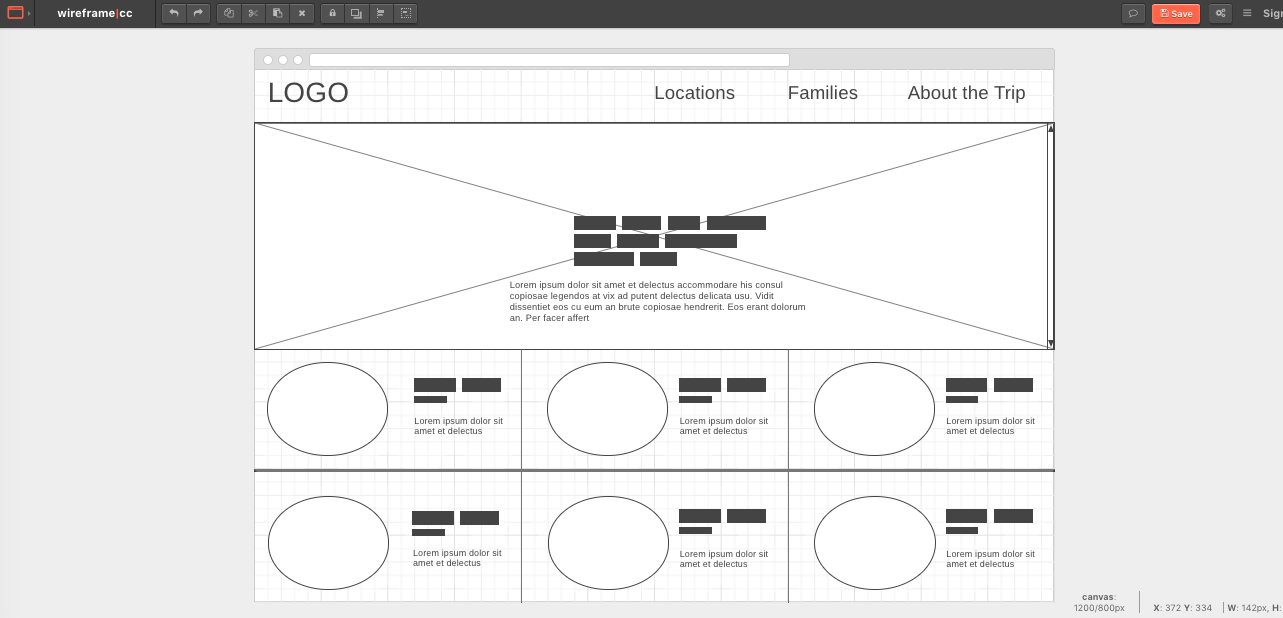 wireframe|cc
Save
Sign
LOGO
Locations
Families
About the Trip
Lorem ipsum dolor sit amet et delectus accommodare his consul
copiosae legendos at vix ad putent delectus delicata usu. Vidit
dissentiet eos cu eum an brute copiosae hendrerit. Eos erant dolorum
an. Per facer affert
Lorem ipsum dolor sit
amet et delectus
Lorem ipsum dolor sit
amet et delectus
Lorem ipsum dolor sit
amet et delectus
Lorem ipsum dolor sit
amet et delectus
Lorem ipsum dolor sit
amet et delectus
Lorem ipsum dolor sit
amet et delectus
canvas:
1200/800px
X: 372 Y: 334
W: 142px, H: